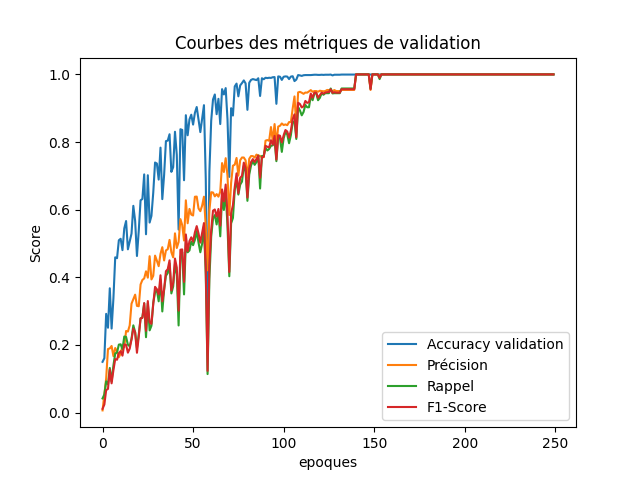 Courbes des métriques de validation
Score
1.0
0.8
0.6
0.4
0.2
0.0
0
50
100
150
200
250
epoques
Accuracy validation
Précision
Rappel
F1-Score